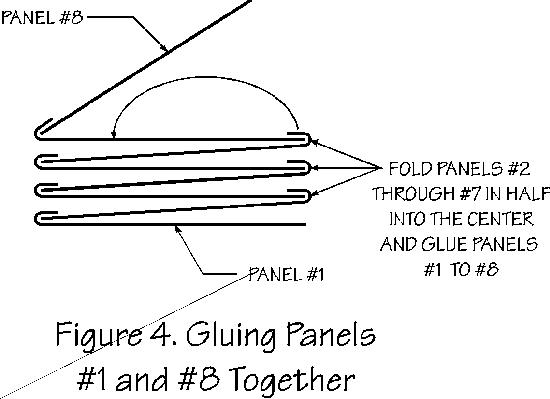 PANEL #8
FOLD PANELS #2
THROUGH #7 IN HALF
INTO THE CENTER
AND GLUE PANELS
#1 TO #8
PANEL #1
Figure 4. Gluing Panels
#1 and #8 Together